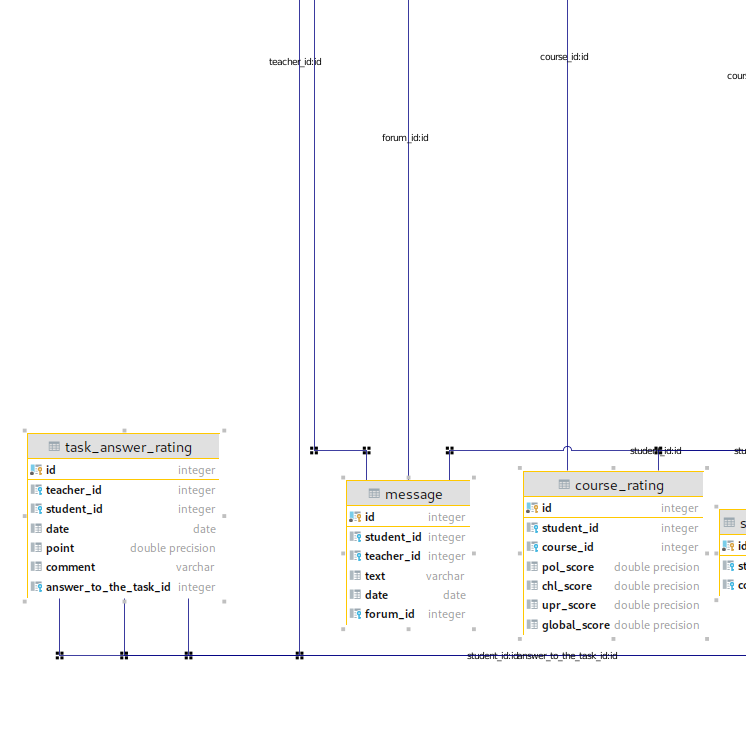 teacher_id:id
course_id:id
cour
forum_id:id
task_answer_rating
id integer
teacher_id integer
student_id integer
date date
point double precision
comment varchar
answer_to_the_task_id integer
message
id integer
student_id integer
teacher_id integer
text varchar
date date
forum_id integer
student_id:id
stu
course_rating
id integer
student_id integer
course_id integer
pol_score double precision
chl_score double precision
upr_score double precision
global_score double precision
s
id
st
co
student_id:id
answer_to_the_task_id:id